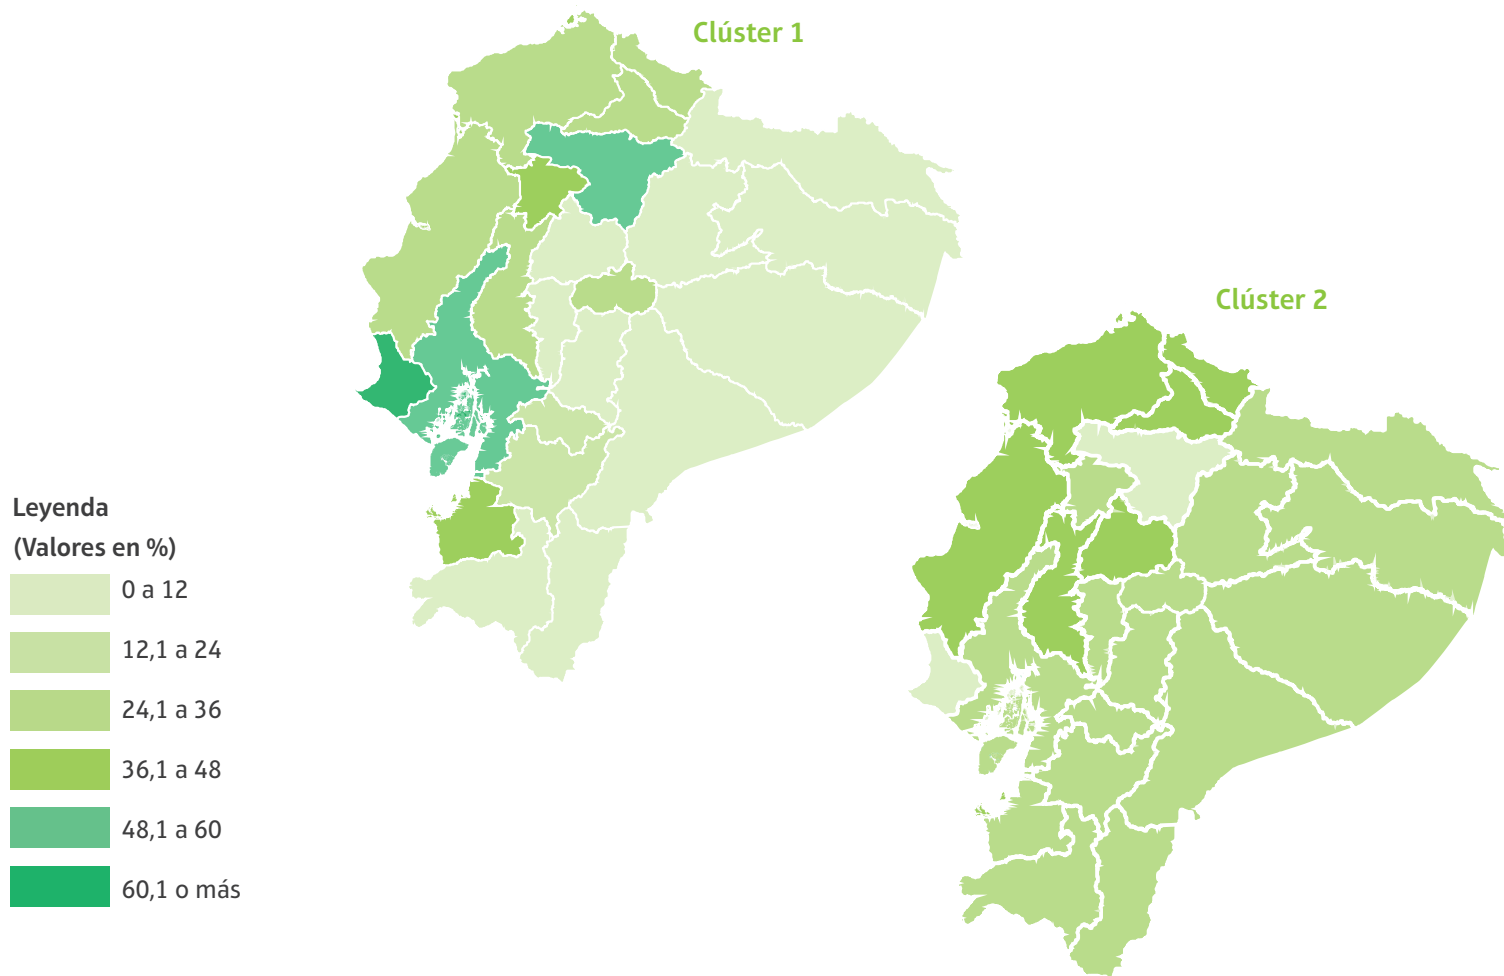 Clúster 1
Clúster 2
Leyenda
(Valores en %)
0 a 12
12,1 a 24
24,1 a 36
36,1 a 48
48,1 a 60
60,1 o más